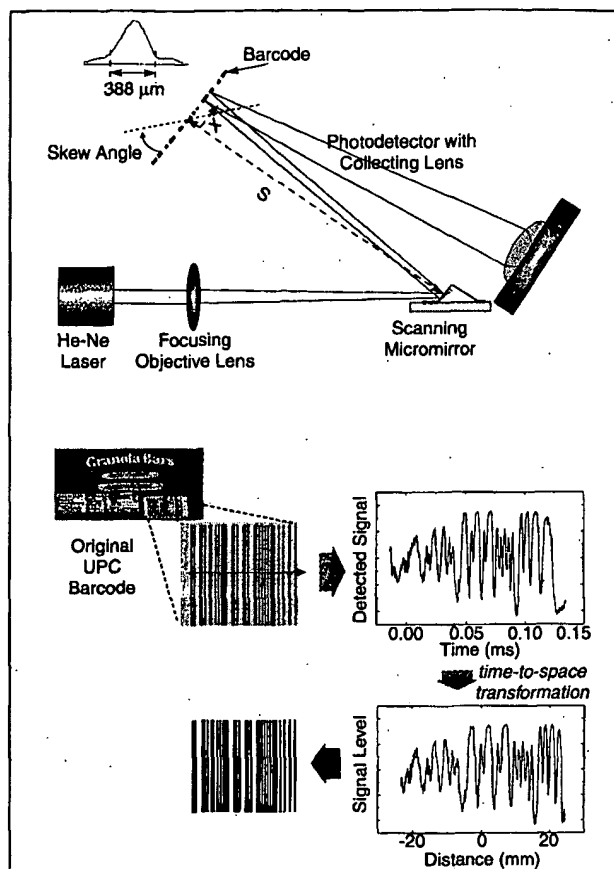 Barcode
388 µm
Skew Angle
X
Photodetector with
Collecting Lens
S
He-Ne
Laser
Focusing
Objective Lens
Scanning
Micromirror
Granola Bars
Original
UPC
Barcode
Detected Signal
0.00 0.05 0.10 0.15
Time (ms)
time-to-space
transformation
Signal Level
-20 0 20
Distance (mm)